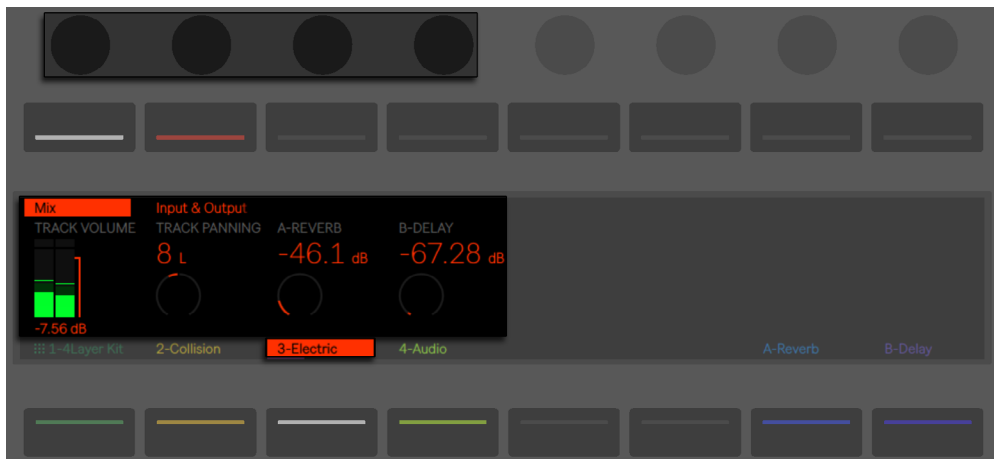 Mix Input & Output
TRACK VOLUME TRACK PANNING A-REVERB B-DELAY
8 L -46.1 dB -67.28 dB
-7.56 dB
1-4Layer Kit 2-Collision 3-Electric 4-Audio A-Reverb B-Delay